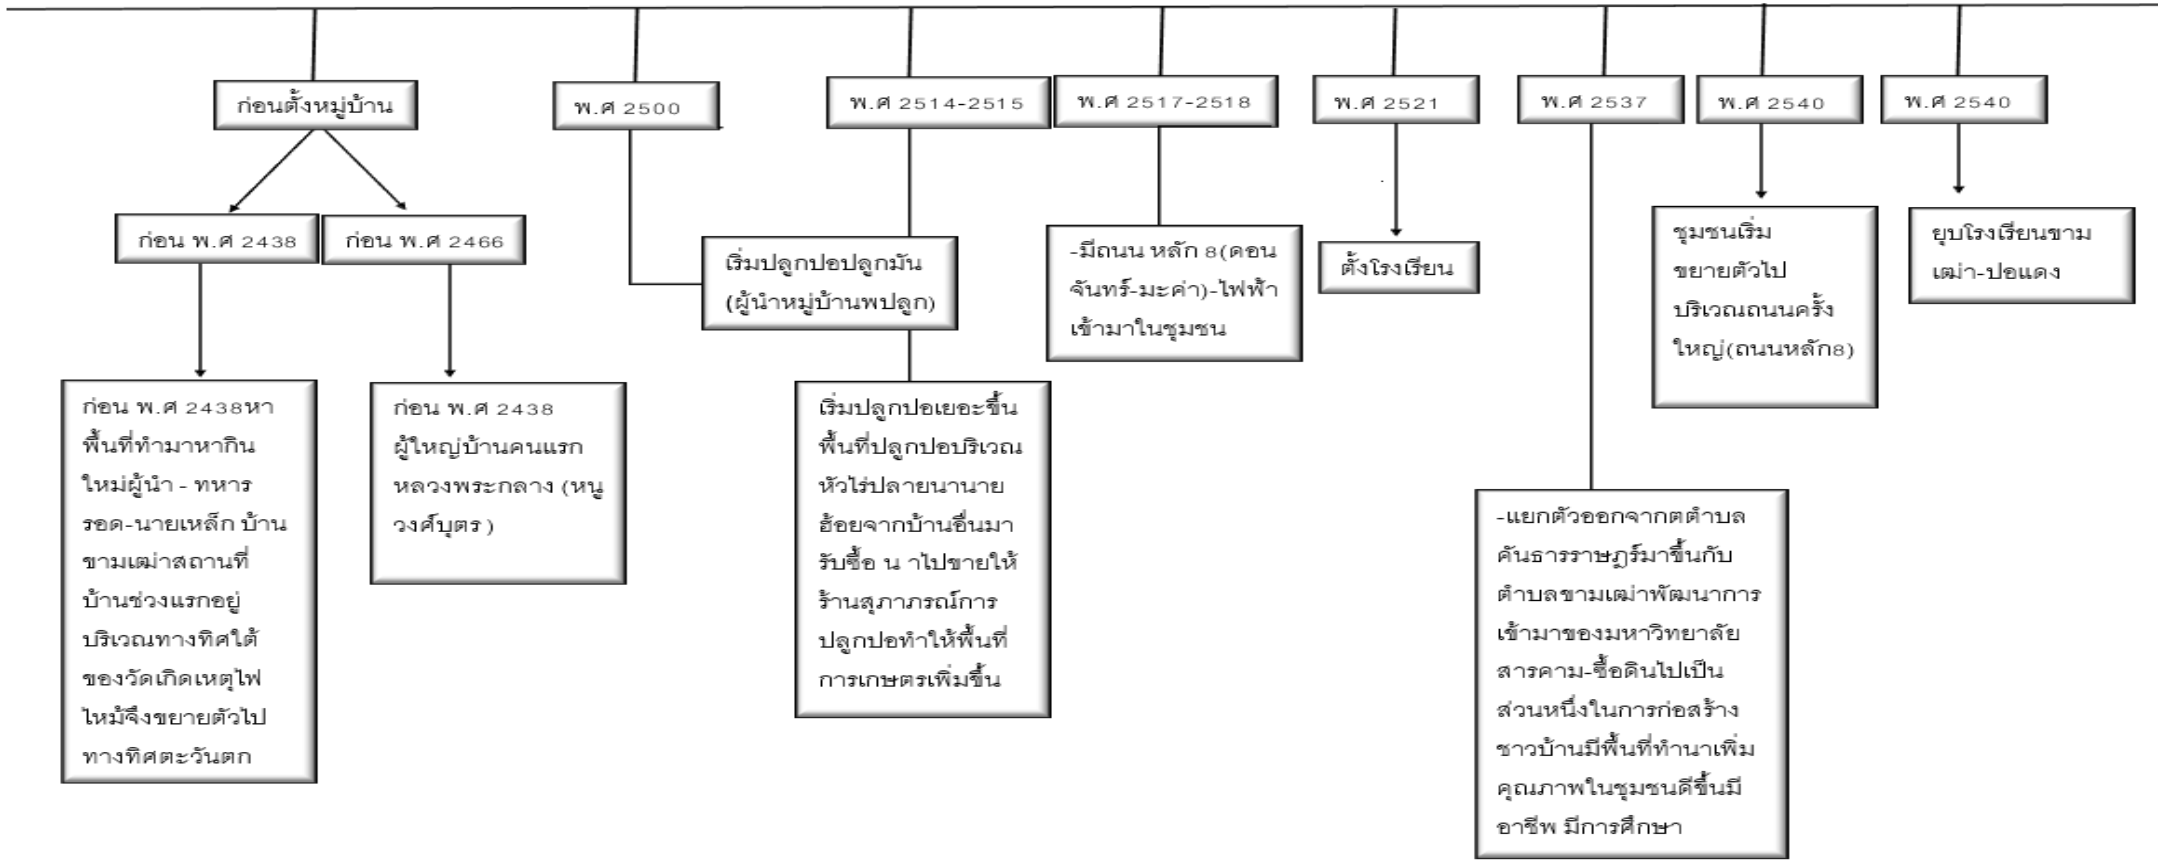 ก่อนตั้งหมู่บ้าน
พ.ศ 2500
พ.ศ 2514-2515
พ.ศ 2517-2518
พ.ศ 2521
พ.ศ 2537
พ.ศ 2540
พ.ศ 2540
ก่อน พ.ศ 2438
ก่อน พ.ศ 2466
เริ่มปลูกปอปลูกมัน
(ผู้นำหมู่บ้านพปลูก)
-มีถนน หลัก 8(ดอน
จันทร์-มะค่า)-ไฟฟ้า
เข้ามาในชุมชน
ตั้งโรงเรียน
ชุมชนเริ่ม
ขยายตัวไป
บริเวณถนนครั้ง
ใหญ่(ถนนหลัก8)
ยุบโรงเรียนขาม
เฒ่า-ปอแดง
ก่อน พ.ศ 2438หา
พื้นที่ทำมาหากิน
ใหม่ผู้นำ - ทหาร
รอด-นายเหล็ก บ้าน
ขามเฒ่าสถานที่
บ้านช่วงแรกอยู่
บริเวณทางทิศใต้
ของวัดเกิดเหตุไฟ
ไหม้จึงขยายตัวไป
ทางทิศตะวันตก
ก่อน พ.ศ 2438
ผู้ใหญ่บ้านคนแรก
หลวงพระกลาง (หนู
วงศ์บุตร )
เริ่มปลูกปอเยอะขึ้น
พื้นที่ปลูกปอบริเวณ
หัวไร่ปลายนานาย
ฮ้อยจากบ้านอื่นมา
รับซื้อ น าไปขายให้
ร้านสุภาภรณ์การ
ปลูกปอทำให้พื้นที่
การเกษตรเพิ่มขึ้น
-แยกตัวออกจากตตำบล
คันธารราษฎร์มาขึ้นกับ
ตำบลขามเฒ่าพัฒนาการ
เข้ามาของมหาวิทยาลัย
สารคาม-ซื้อดินไปเป็น
ส่วนหนึ่งในการก่อสร้าง
ชาวบ้านมีพื้นที่ทำนาเพิ่ม
คุณภาพในชุมชนดีขึ้นมี
อาชีพ มีการศึกษา